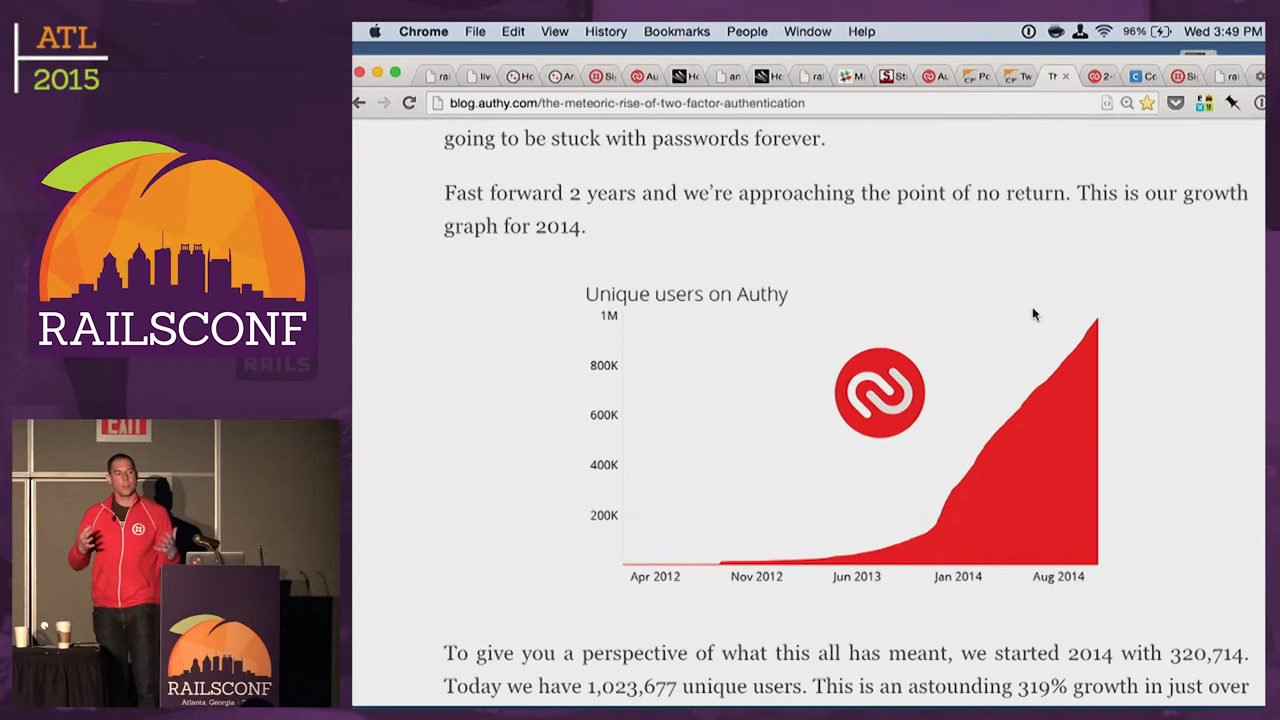 ATL
2015
RAILSCONF
RAILS
EXIT
RAILSCONF
Atlanta, Georgia
Chrome File Edit View History Bookmarks People Window Help
96% Wed 3:49 PM
blog.authy.com/the-meteoric-rise-of-two-factor-authentication
going to be stuck with passwords forever.
Fast forward 2 years and we’re approaching the point of no return. This is our growth
graph for 2014.
Unique users on Authy
1M
800K
600K
400K
200K
Apr 2012 Nov 2012 Jun 2013 Jan 2014 Aug 2014
To give you a perspective of what this all has meant, we started 2014 with 320,714.
Today we have 1,023,677 unique users. This is an astounding 319% growth in just over